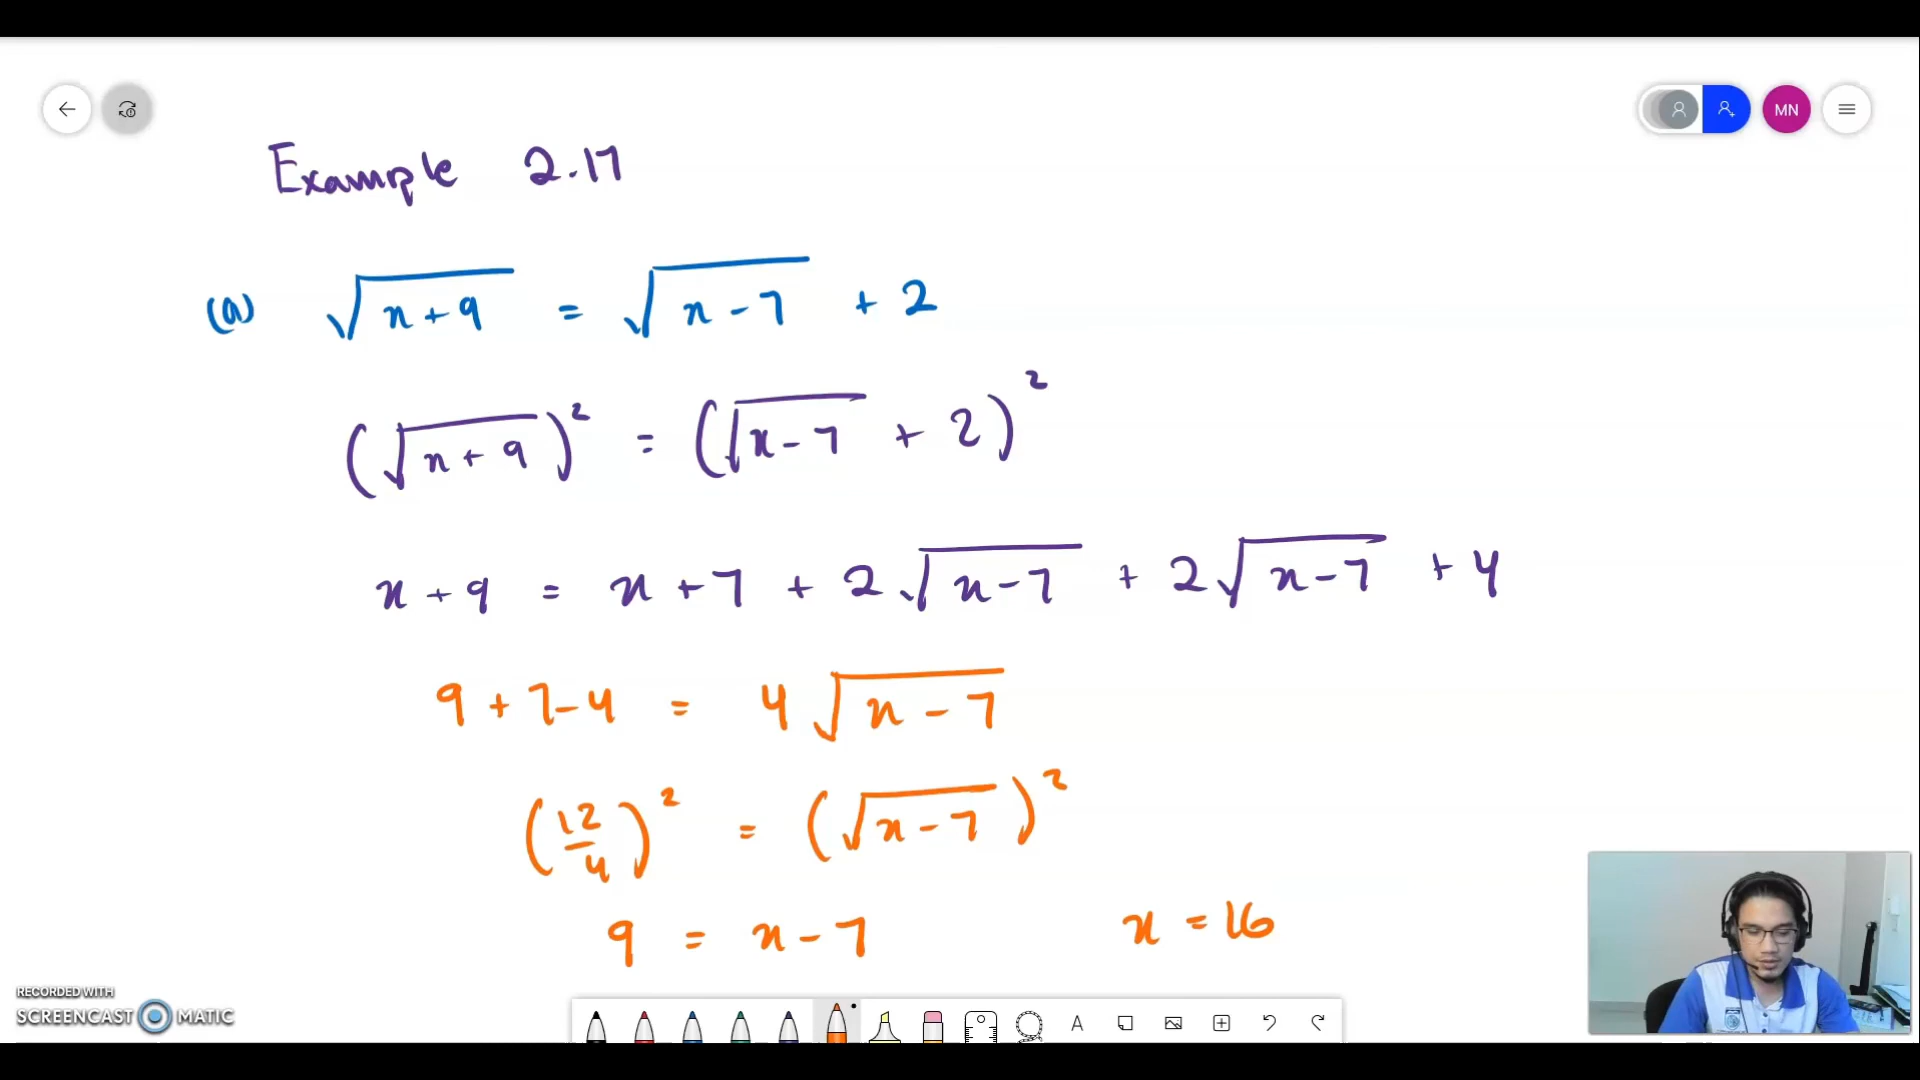 MN
Example 2.17
(a) √(x+9) = √(x-7) + 2
(√(x+9))² = (√(x-7) + 2)²
x+9 = x+7 + 2√(x-7) + 2√(x-7) + 4
9+7-4 = 4√(x-7)
(12/4)² = (√(x-7))²
9 = x-7 x = 16
RECORDED WITH
SCREENCAST MATIC
A